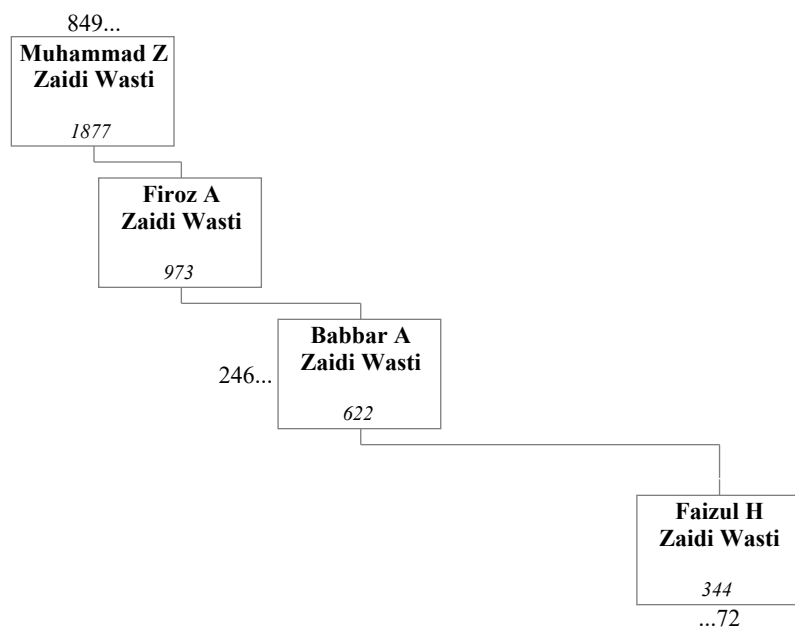 849...
Muhammad Z
Zaidi Wasti
1877
Firoz A
Zaidi Wasti
973
Babbar A
Zaidi Wasti
246...
622
Faizul H
Zaidi Wasti
344
...72